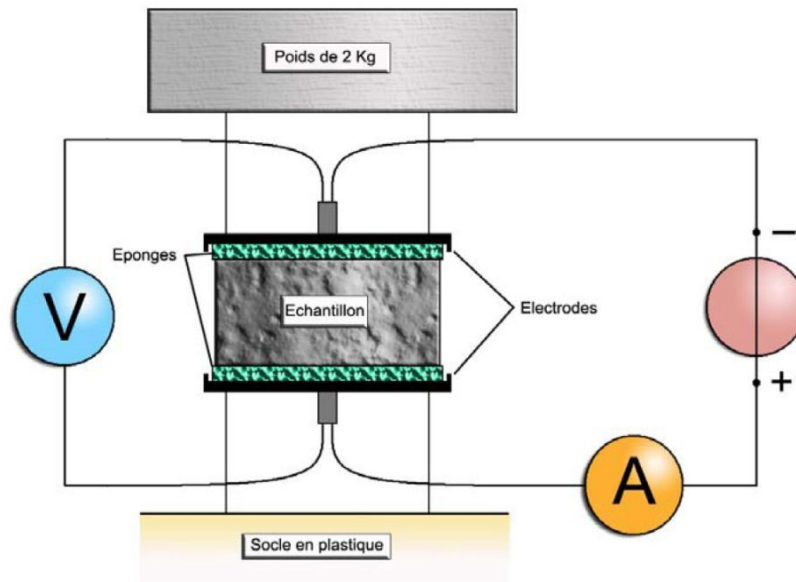 Poids de 2 Kg
−
Eponges
V
Echantillon
Electrodes
+
A
Socle en plastique